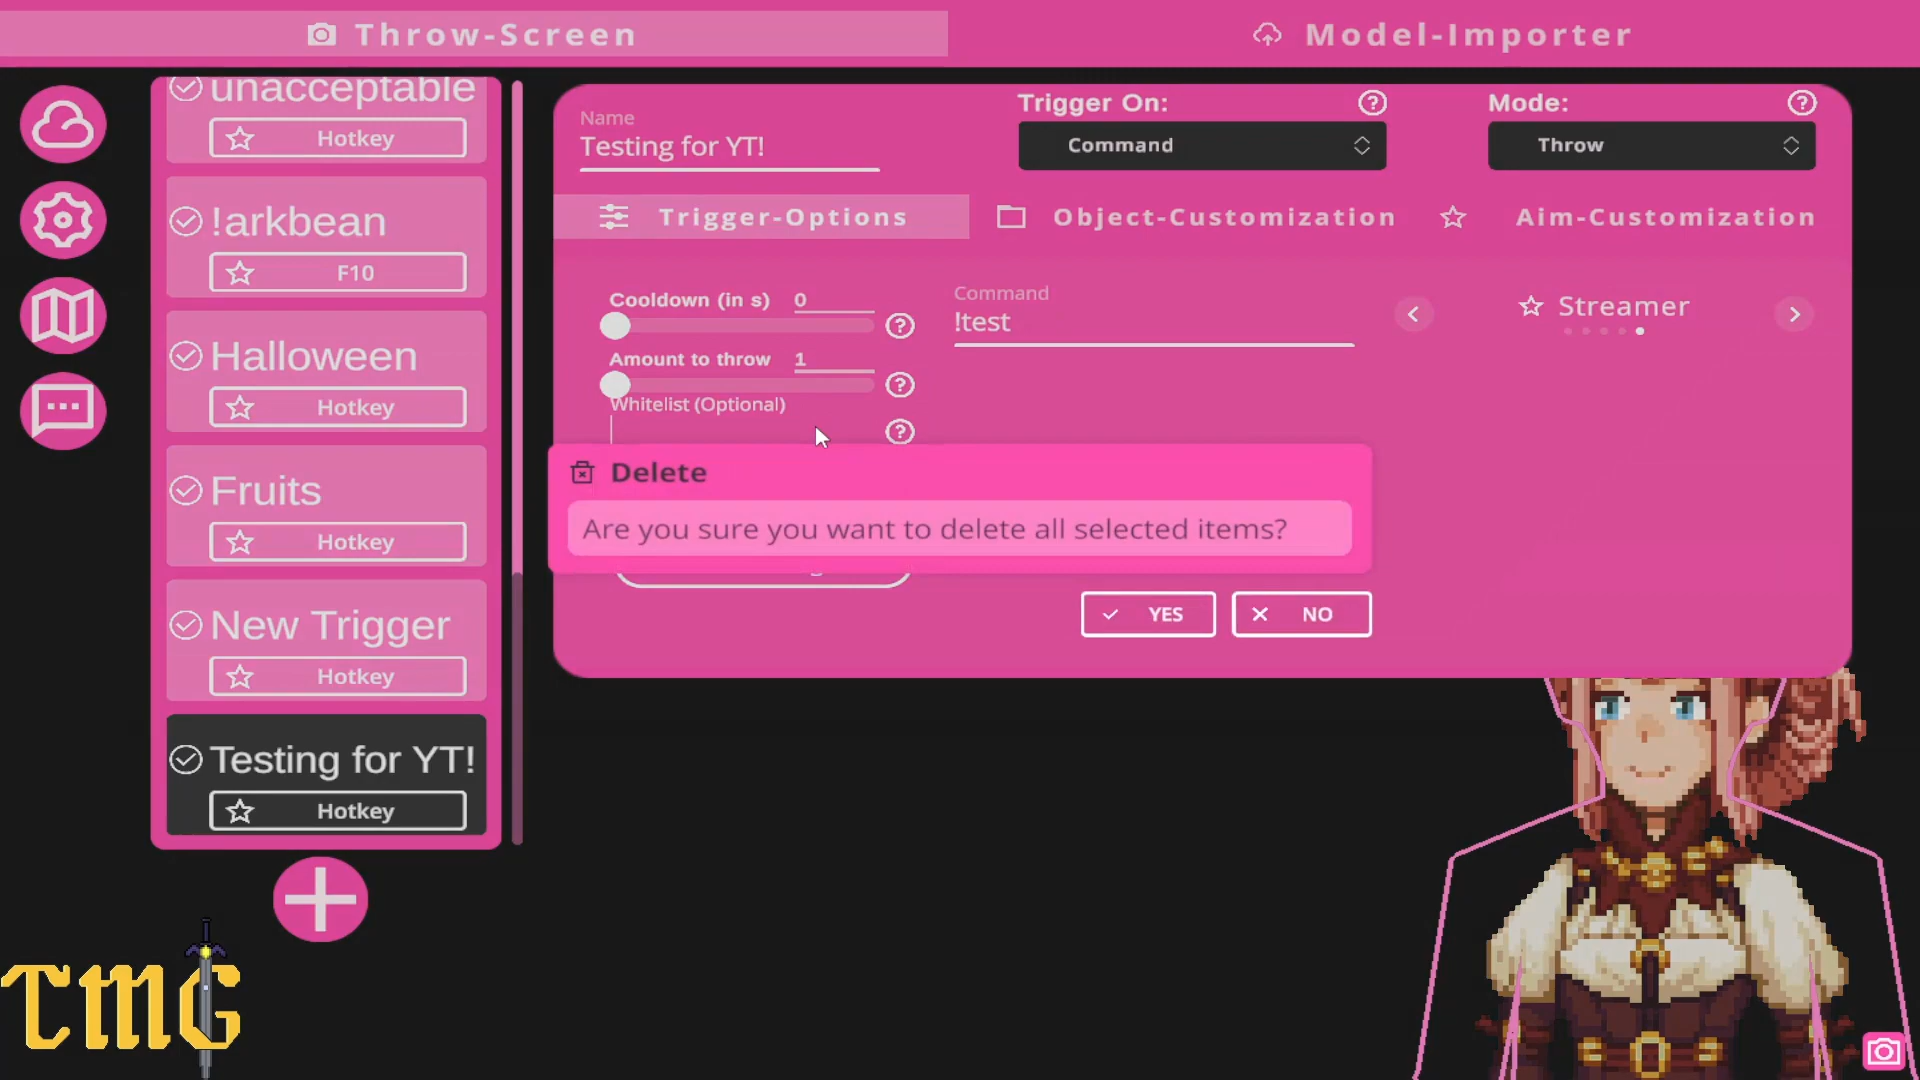 Throw-Screen
Model-Importer
unacceptable
Hotkey
!arkbean
F10
Halloween
Hotkey
Fruits
Hotkey
New Trigger
Hotkey
Testing for YT!
Hotkey
Name
Testing for YT!
Trigger On:
Command
Mode:
Throw
Trigger-Options
Object-Customization
Aim-Customization
Cooldown (in s) 0
Amount to throw 1
Whitelist (Optional)
Command
!test
Streamer
Delete
Are you sure you want to delete all selected items?
YES
NO
TMG